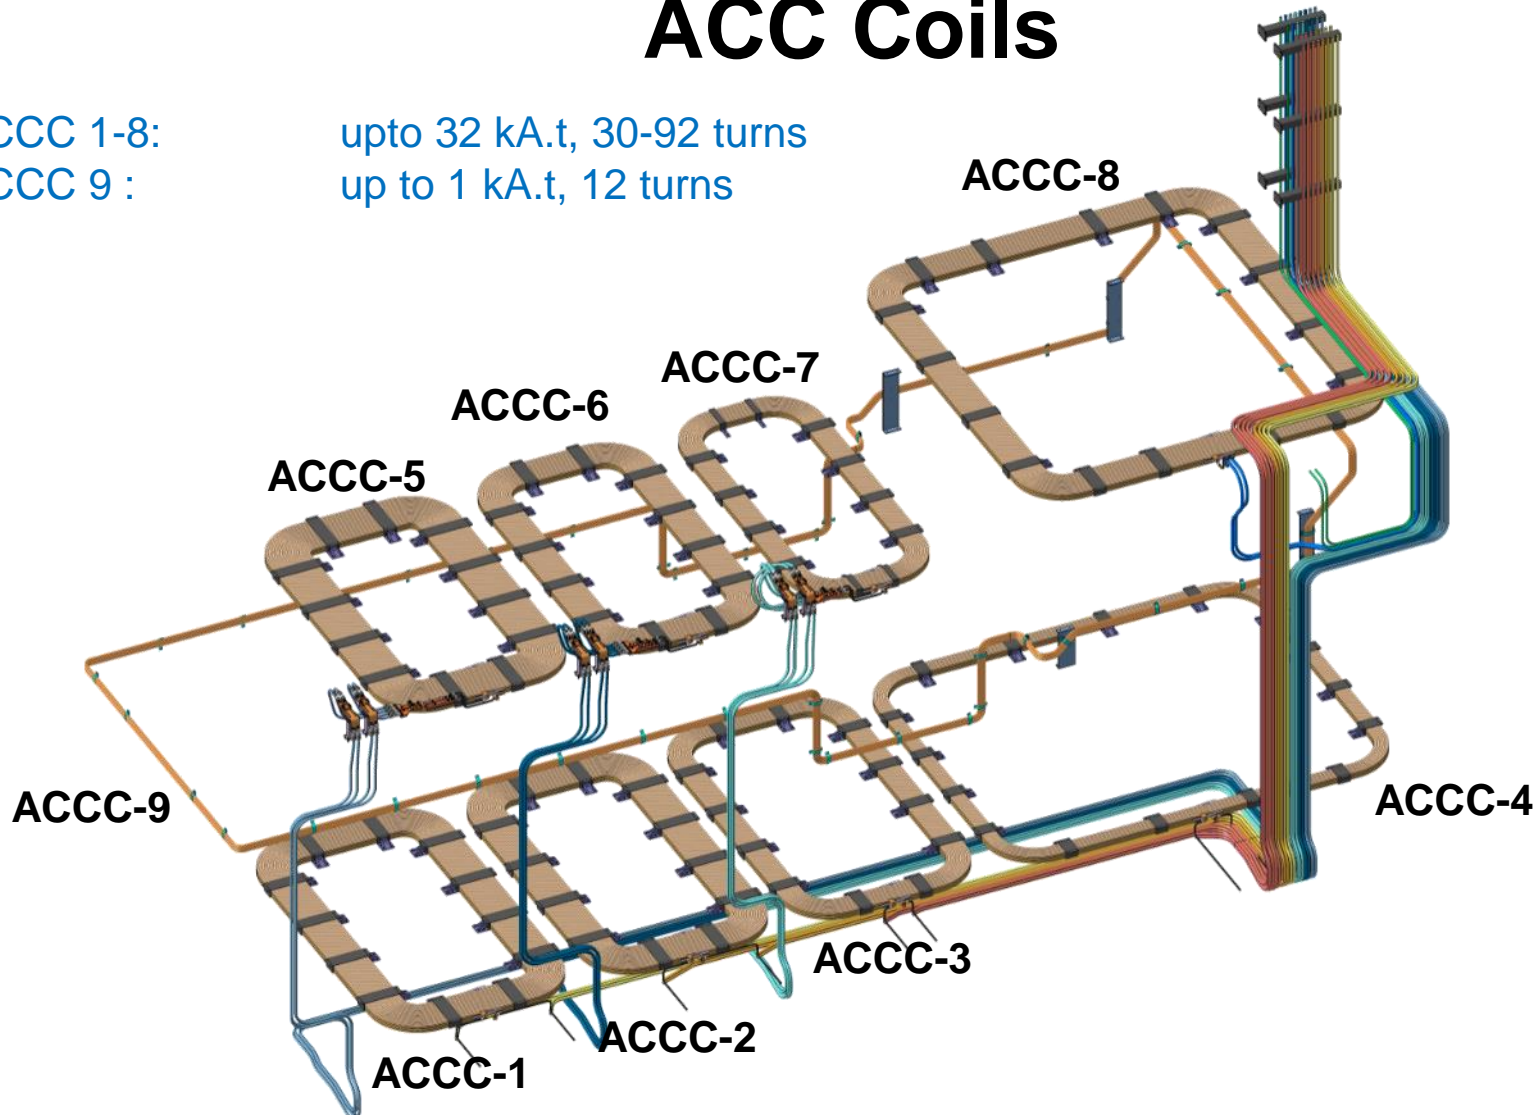 ACC Coils
CCC 1-8: upto 32 kA.t, 30-92 turns
CCC 9 : up to 1 kA.t, 12 turns
ACCC-8
ACCC-7
ACCC-6
ACCC-5
ACCC-9
ACCC-4
ACCC-3
ACCC-2
ACCC-1